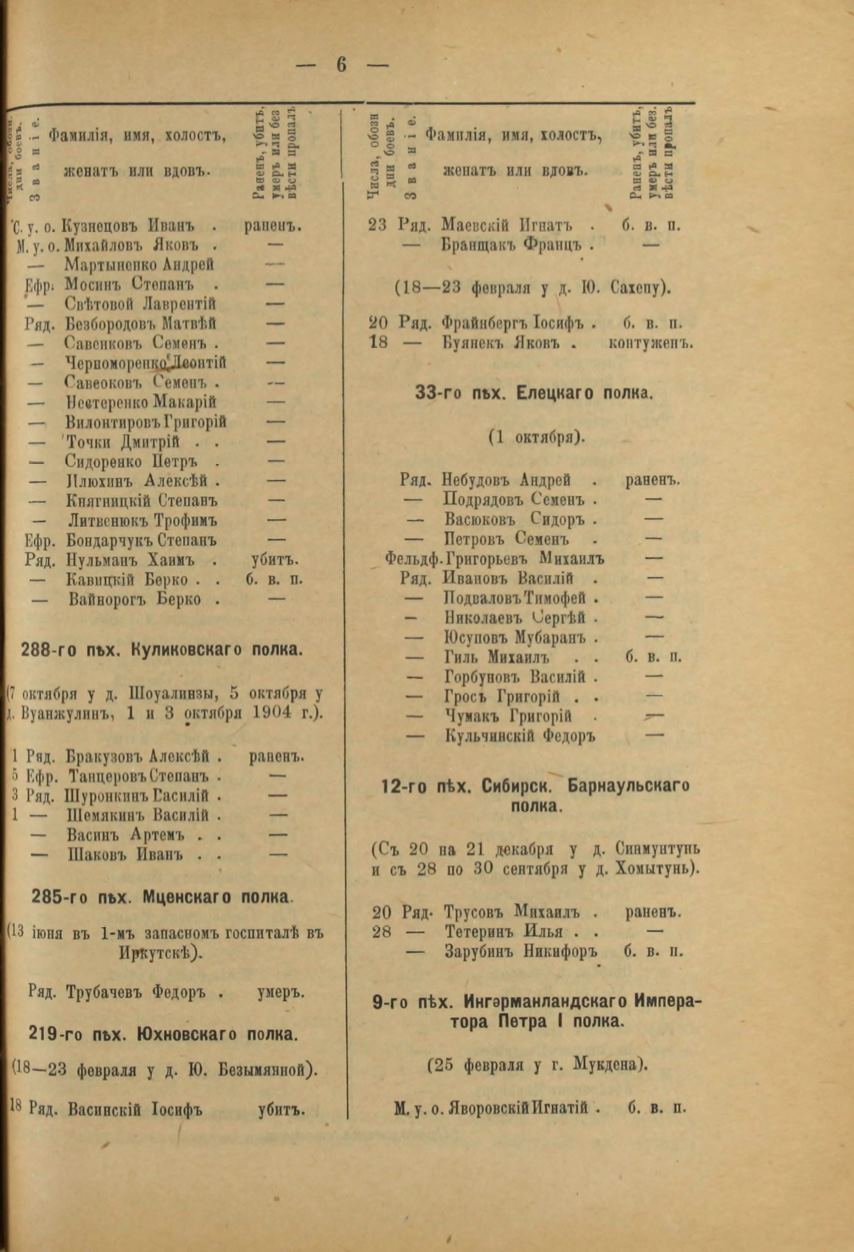 — 6 —
Числа, обозн. дни боевъ.
Званіе.
Фамилія, имя, холостъ,
женатъ или вдовъ.
Раненъ, убитъ, умеръ или безъ вѣсти пропалъ
С. у. о. Кузнецовъ Иванъ . раненъ.
М. у. о. Михайловъ Яковъ . —
— Мартыненко Андрей —
Ефр. Мосинъ Степанъ . —
— Свѣтовой Лаврентій —
Ряд. Безбородовъ Матвѣй —
— Савенковъ Семенъ . —
— Черноморенко Леонтій —
— Савеоковъ Семенъ . —
— Нестеренко Макарій —
— Вилонтировъ Григорій —
— Точки Дмитрій . . —
— Сидоренко Петръ . —
— Плюхинъ Алексѣй . —
— Княгницкій Степанъ —
— Литвенюкъ Трофимъ —
Ефр. Бондарчукъ Степанъ —
Ряд. Нульманъ Хаимъ . убитъ.
— Кавицкій Берко . . б. в. п.
— Вайнорогъ Берко . —
288-го пѣх. Куликовскаго полка.
(7 октября у д. Шоуалинзы, 5 октября у
д. Вуанжулинъ, 1 и 3 октября 1904 г.).
1 Ряд. Бракузовъ Алексѣй . раненъ.
5 Ефр. Танцеровъ Степанъ . —
3 Ряд. Шуронкинъ Василій . —
1 — Шемякинъ Василій . —
— Васинъ Артемъ . . —
— Шаковъ Иванъ . . —
285-го пѣх. Мценскаго полка.
(13 іюня въ 1-мъ запасномъ госпиталѣ въ
Иркутскѣ).
Ряд. Трубачевъ Федоръ . умеръ.
219-го пѣх. Юхновскаго полка.
(18—23 февраля у д. Ю. Безымянной).
18 Ряд. Васинскій Іосифъ убитъ.
Числа, обозн дни боевъ.
Званіе.
Фамилія, имя, холостъ,
женатъ или вдовъ.
Раненъ, убитъ, умеръ или без. вѣсти пропалъ
23 Ряд. Маевскій Игнатъ . б. в. п.
— Бранщакъ Францъ . —
(18—23 февраля у д. Ю. Сахепу).
20 Ряд. Фрайнбергъ Іосифъ . б. в. п.
18 — Буянекъ Яковъ . контуженъ.
33-го пѣх. Елецкаго полка.
(1 октября).
Ряд. Небудовъ Андрей . раненъ.
— Подрядовъ Семенъ . —
— Васюковъ Сидоръ . —
— Петровъ Семенъ . —
Фельдф. Григорьевъ Михаилъ —
Ряд. Ивановъ Василій . —
— Подваловъ Тимофей . —
— Николаевъ Сергѣй . —
— Юсуповъ Мубаранъ . —
— Гиль Михаилъ . . б. в. п.
— Горбуновъ Василій . —
— Грось Григорій . . —
— Чумакъ Григорій . —
— Кульчинскій Федоръ —
12-го пѣх. Сибирск. Барнаульскаго
полка.
(Съ 20 на 21 декабря у д. Синмунтунь
и съ 28 по 30 сентября у д. Хомытунь).
20 Ряд. Трусовъ Михаилъ . раненъ.
28 — Тетеринъ Илья . . —
— Зарубинъ Никифоръ б. в. п.
9-го пѣх. Ингэрманландскаго Импера-
тора Петра I полка.
(25 февраля у г. Мукдена).
М. у. о. Яворовскій Игнатій . б. в. п.